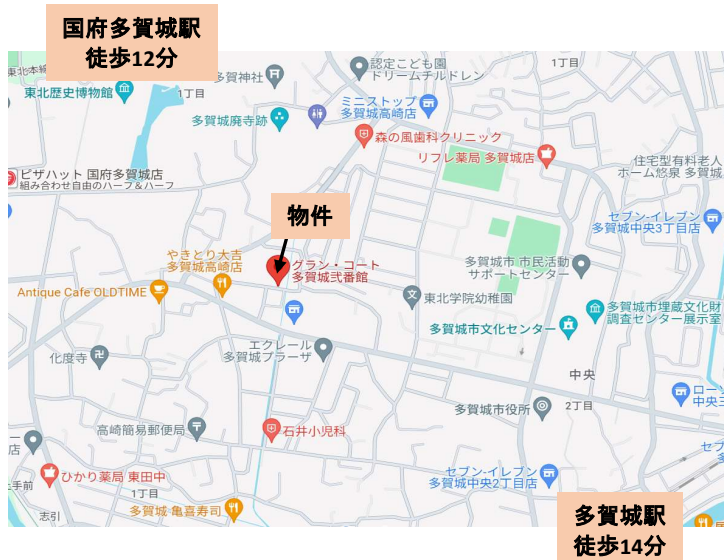 国府多賀城駅
徒歩12分
認定こども園
ドリームチルドレン
1丁目
東北本線
多賀神社
1丁目
東北歴史博物館
ミニストップ
多賀城高崎店
多賀城廃寺跡
森の風歯科クリニック
リフレ薬局 多賀城店
住宅型有料老人
ホーム悠泉 多賀城
ピザハット 国府多賀城店
組み合わせ自由のハーフ＆ハーフ
物件
セブン-イレブン
多賀城中央3丁目店
やきとり大吉
多賀城高崎店
グラン・コート
多賀城弐番館
多賀城市 市民活動
サポートセンター
Antique Cafe OLDTIME
東北学院幼稚園
多賀城市埋蔵文化財
調査センター展示室
多賀城市文化センター
エクレール
多賀城プラーザ
化度寺
中央
ロー
中央三
2丁目
多賀城市役所
高崎簡易郵便局
石井小児科
店
セブ
ひかり薬局 東田中
セブン-イレブン
多賀城中央2丁目店
手前
1丁目
多賀城 亀喜寿司
志引
多賀城駅
徒歩14分